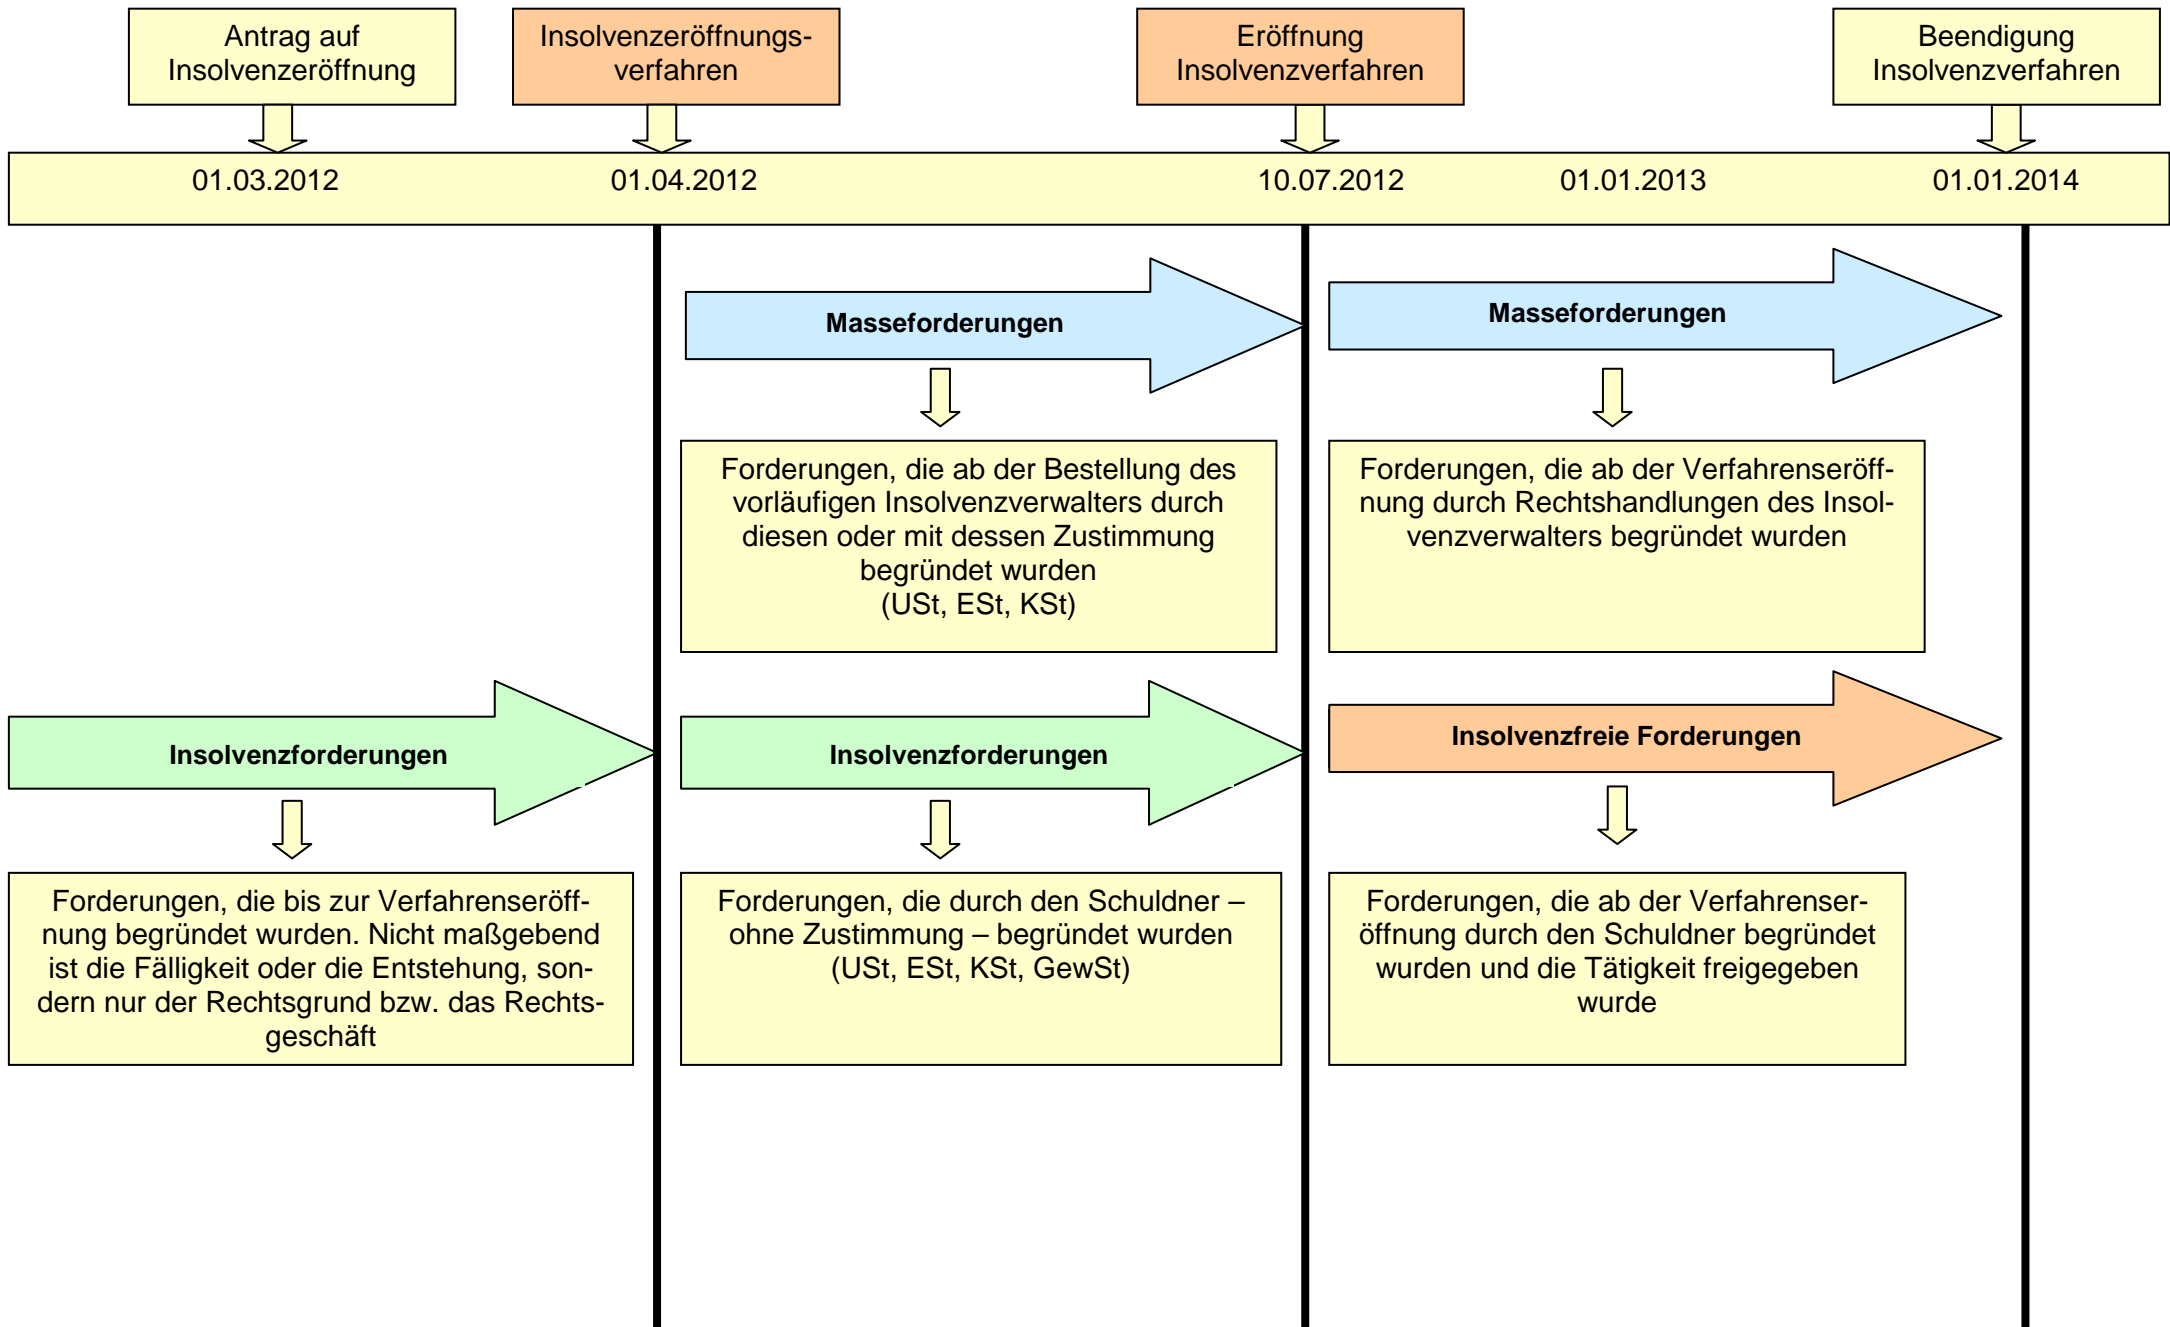 Antrag auf
Insolvenzeröffnung
Insolvenzeröffnungs-
verfahren
Eröffnung
Insolvenzverfahren
Beendigung
Insolvenzverfahren
01.03.2012
01.04.2012
10.07.2012
01.01.2013
01.01.2014
Masseforderungen
Masseforderungen
Forderungen, die ab der Bestellung des
vorläufigen Insolvenzverwalters durch
diesen oder mit dessen Zustimmung
begründet wurden
(USt, ESt, KSt)
Forderungen, die ab der Verfahrenseröff-
nung durch Rechtshandlungen des Insol-
venzverwalters begründet wurden
Insolvenzforderungen
Insolvenzforderungen
Insolvenzfreie Forderungen
Forderungen, die bis zur Verfahrenseröff-
nung begründet wurden. Nicht maßgebend
ist die Fälligkeit oder die Entstehung, son-
dern nur der Rechtsgrund bzw. das Rechts-
geschäft
Forderungen, die durch den Schuldner –
ohne Zustimmung – begründet wurden
(USt, ESt, KSt, GewSt)
Forderungen, die ab der Verfahrenser-
öffnung durch den Schuldner begründet
wurden und die Tätigkeit freigegeben
wurde